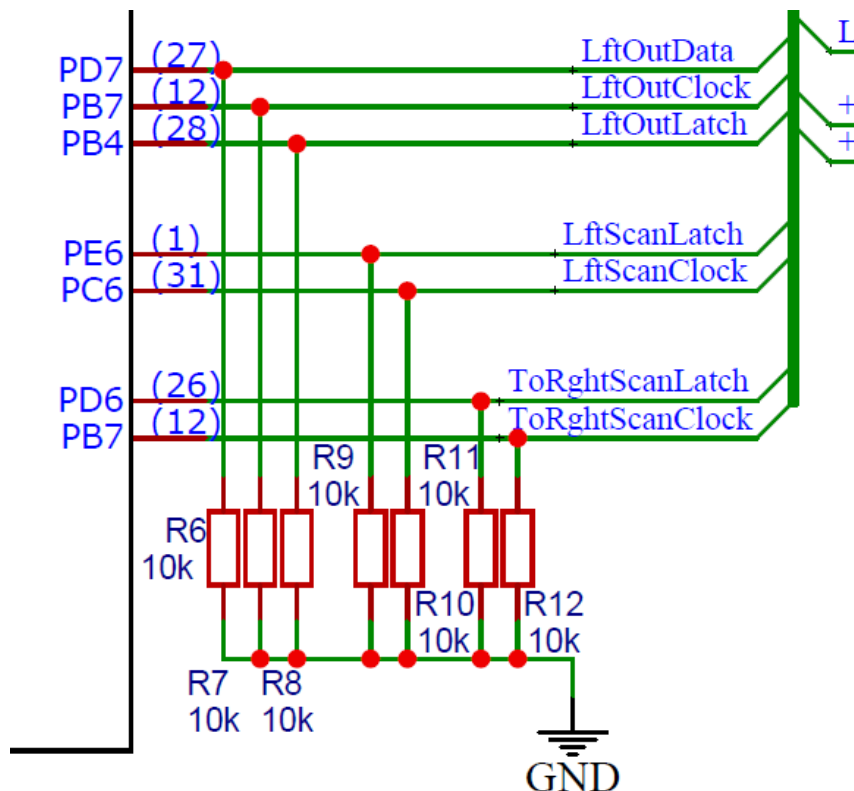 L
PD7 (27) LftOutData
PB7 (12) LftOutClock +
PB4 (28) LftOutLatch +
PE6 (1) LftScanLatch
PC6 (31) LftScanClock
PD6 (26) ToRghtScanLatch
PB7 (12) ToRghtScanClock
R9 R11
10k 10k
R6
10k
R10 R12
10k 10k
R7 R8
10k 10k
GND